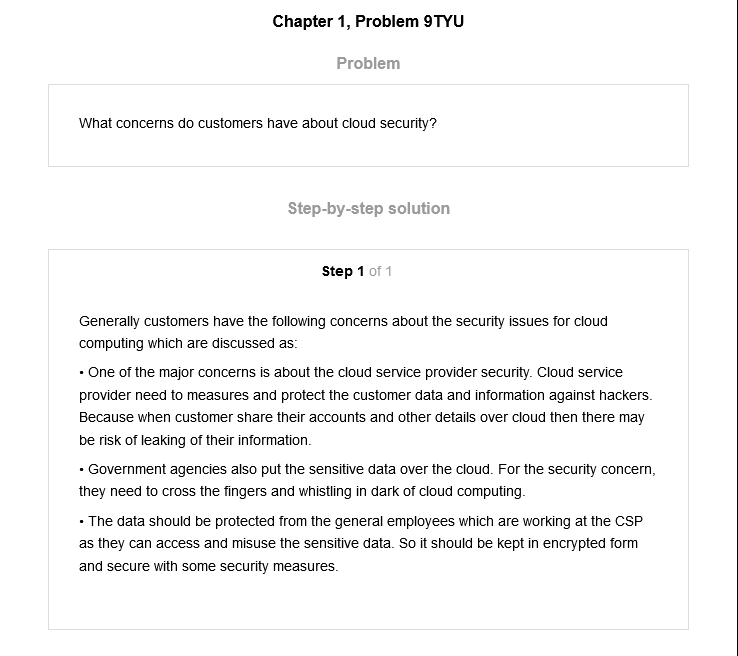 Chapter 1, Problem 9TYU
Problem
What concerns do customers have about cloud security?
Step-by-step solution
Step 1 of 1
Generally customers have the following concerns about the security issues for cloud
computing which are discussed as:
• One of the major concerns is about the cloud service provider security. Cloud service
provider need to measures and protect the customer data and information against hackers.
Because when customer share their accounts and other details over cloud then there may
be risk of leaking of their information.
• Government agencies also put the sensitive data over the cloud. For the security concern,
they need to cross the fingers and whistling in dark of cloud computing.
• The data should be protected from the general employees which are working at the CSP
as they can access and misuse the sensitive data. So it should be kept in encrypted form
and secure with some security measures.